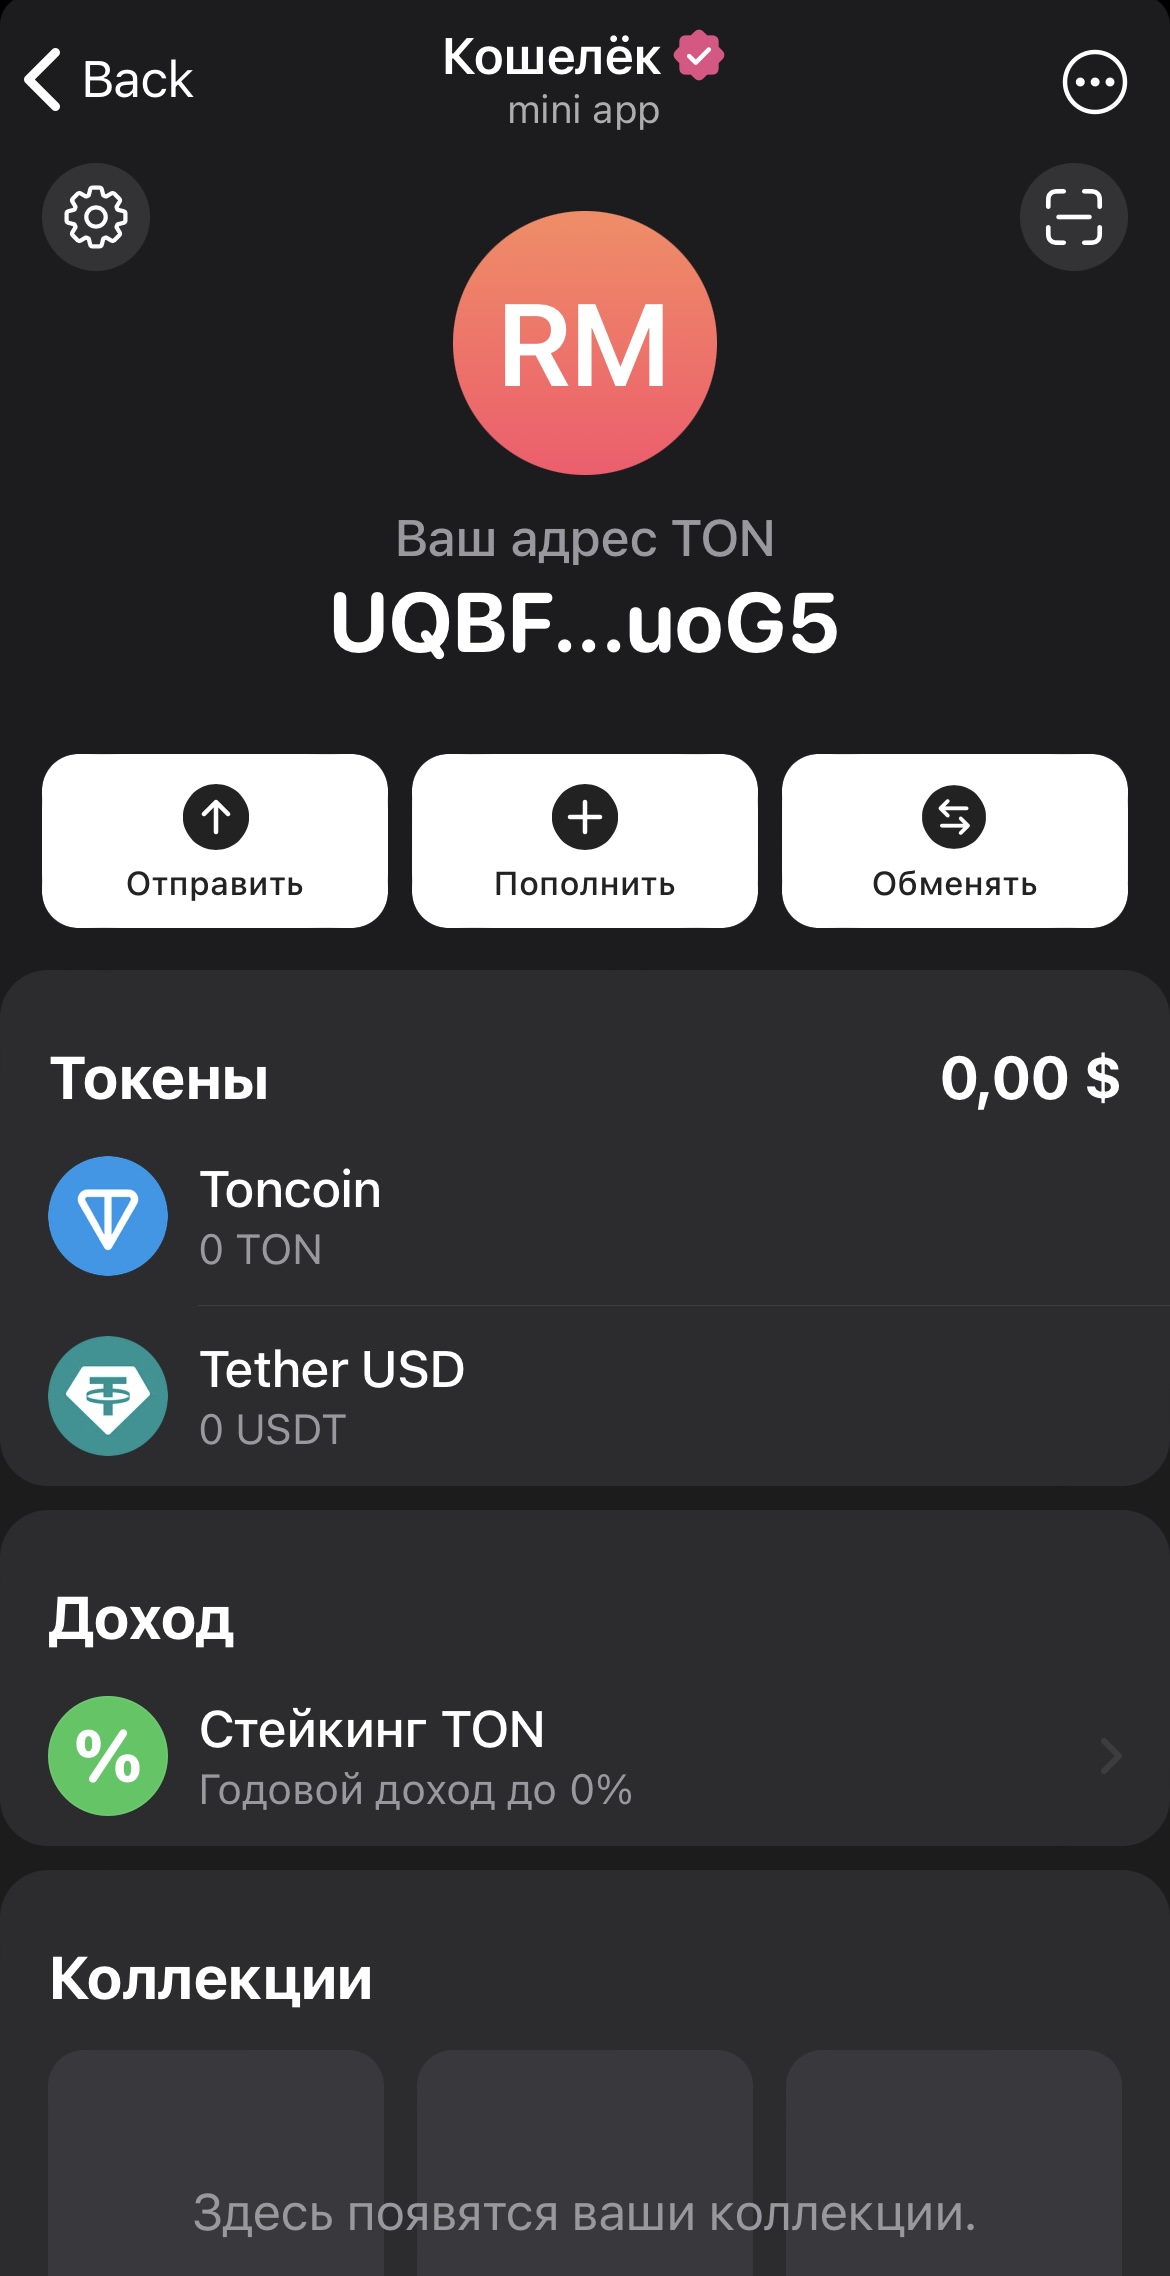 Back
Кошелёк
mini app
RM
Ваш адрес TON
UQBF...uoG5
Отправить
Пополнить
Обменять
Токены
0,00 $
Toncoin
0 TON
Tether USD
0 USDT
Доход
%
Стейкинг TON
Годовой доход до 0%
Коллекции
Здесь появятся ваши коллекции.